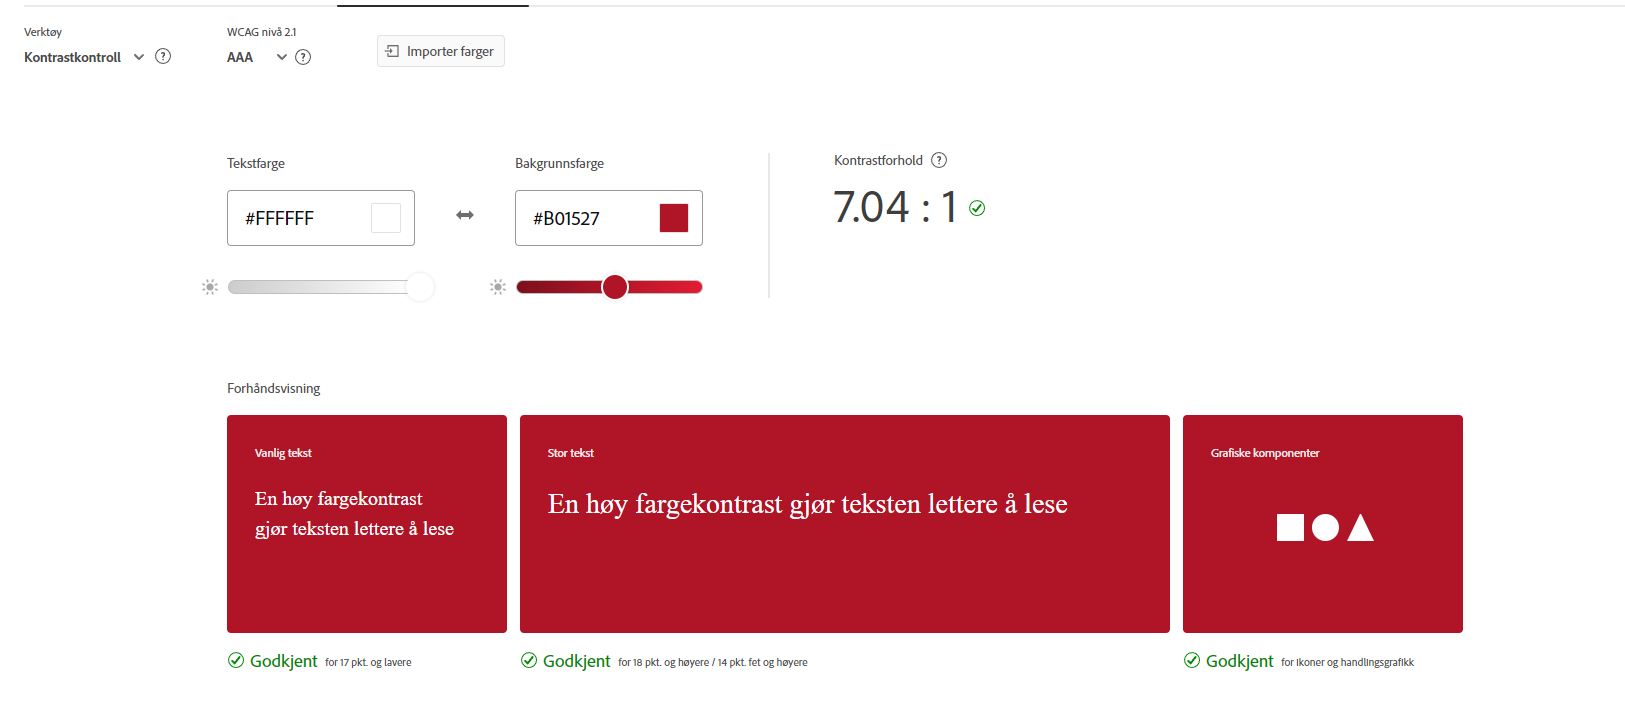 Verktøy
Kontrastkontroll
WCAG nivå 2.1
AAA
Importer farger
Tekstfarge
#FFFFFF
Bakgrunnsfarge
#B01527
Kontrastforhold
7.04 : 1
Forhåndsvisning
Vanlig tekst
En høy fargekontrast
gjør teksten lettere å lese
Godkjent for 17 pkt. og lavere
Stor tekst
En høy fargekontrast gjør teksten lettere å lese
Godkjent for 18 pkt. og høyere / 14 pkt. fet og høyere
Grafiske komponenter
Godkjent for ikoner og handlingsgrafikk